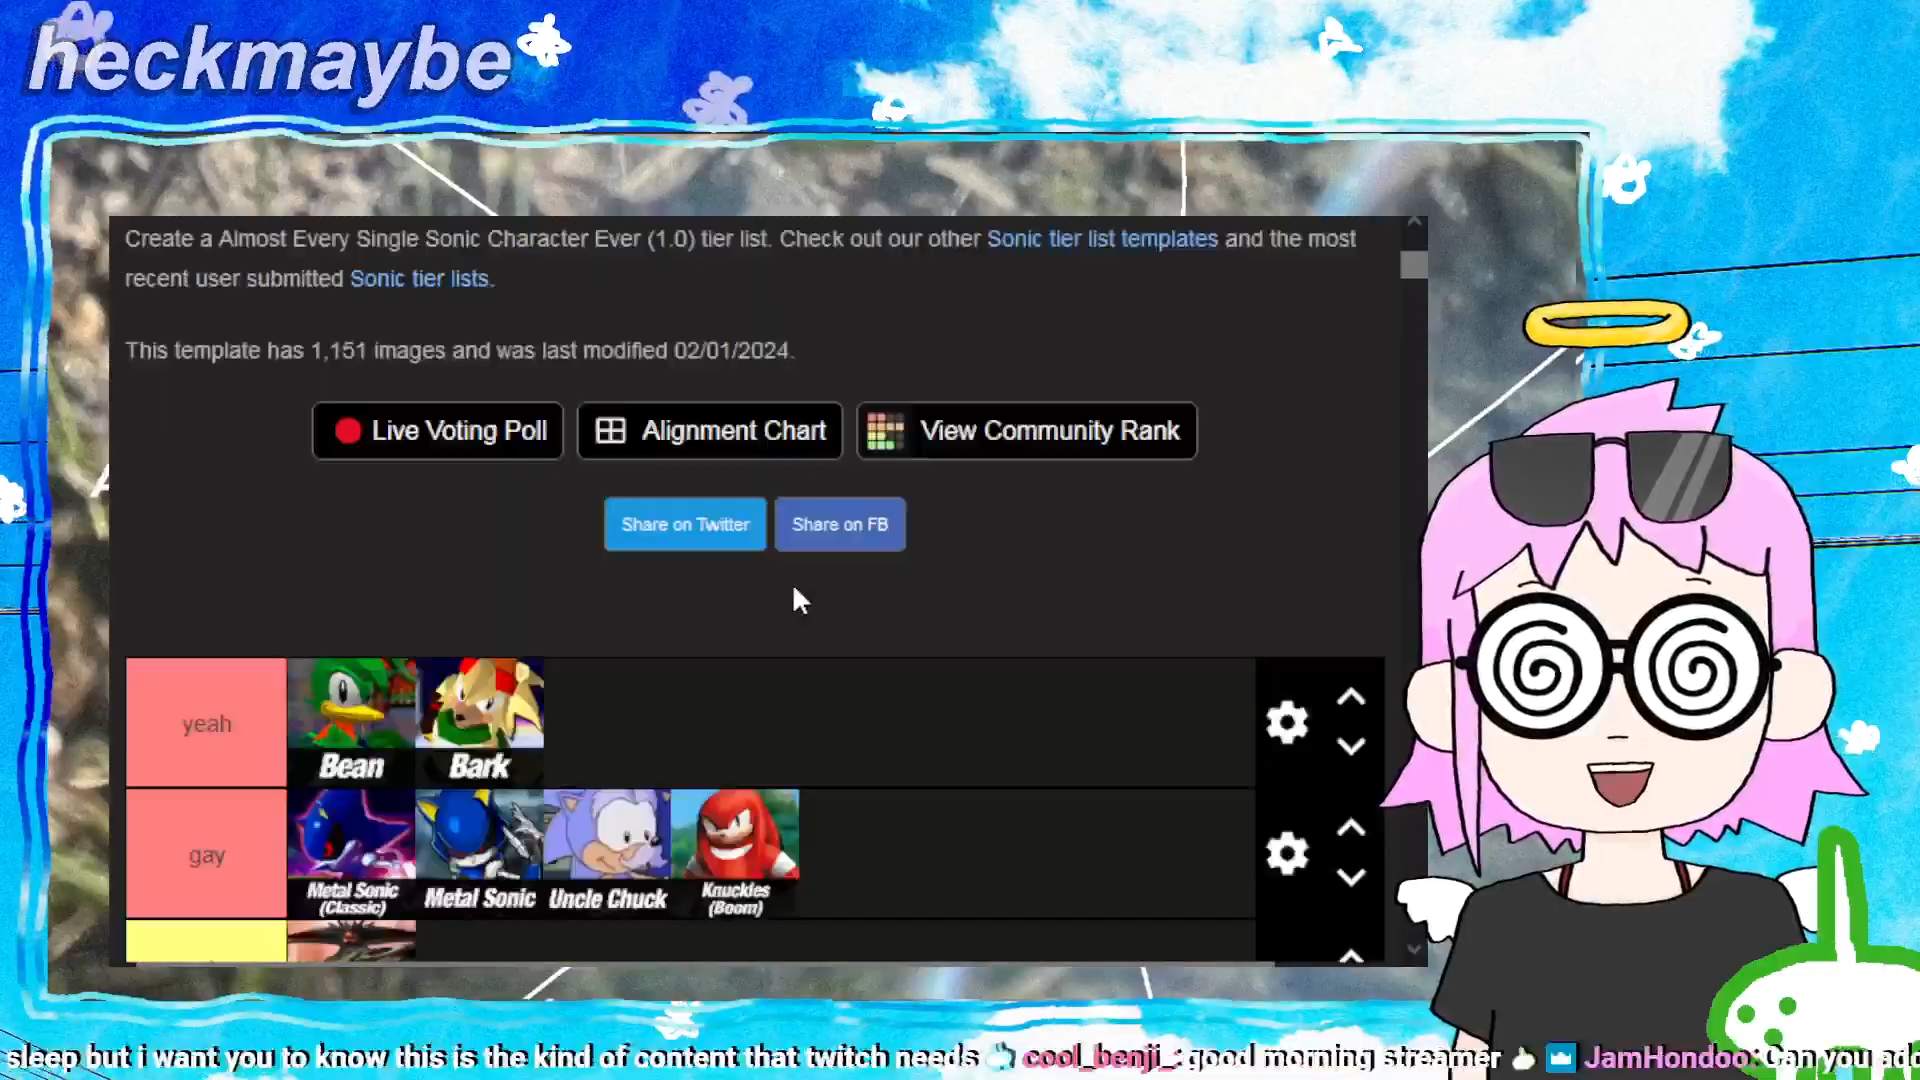 heckmaybe
Create a Almost Every Single Sonic Character Ever (1.0) tier list. Check out our other Sonic tier list templates and the most
recent user submitted Sonic tier lists.
This template has 1,151 images and was last modified 02/01/2024.
Live Voting Poll
Alignment Chart
View Community Rank
Share on Twitter
Share on FB
yeah
Bean
Bark
gay
Metal Sonic
(Classic)
Metal Sonic
Uncle Chuck
Knuckles
(Boom)
sleep but i want you to know this is the kind of content that twitch needs cool_benji_: good morning streamer JamHondoo: Can you add